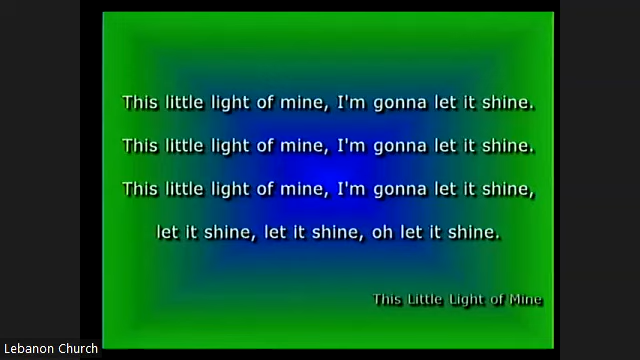 This little light of mine, I'm gonna let it shine.
This little light of mine, I'm gonna let it shine.
This little light of mine, I'm gonna let it shine,
let it shine, let it shine, oh let it shine.
This Little Light of Mine
Lebanon Church